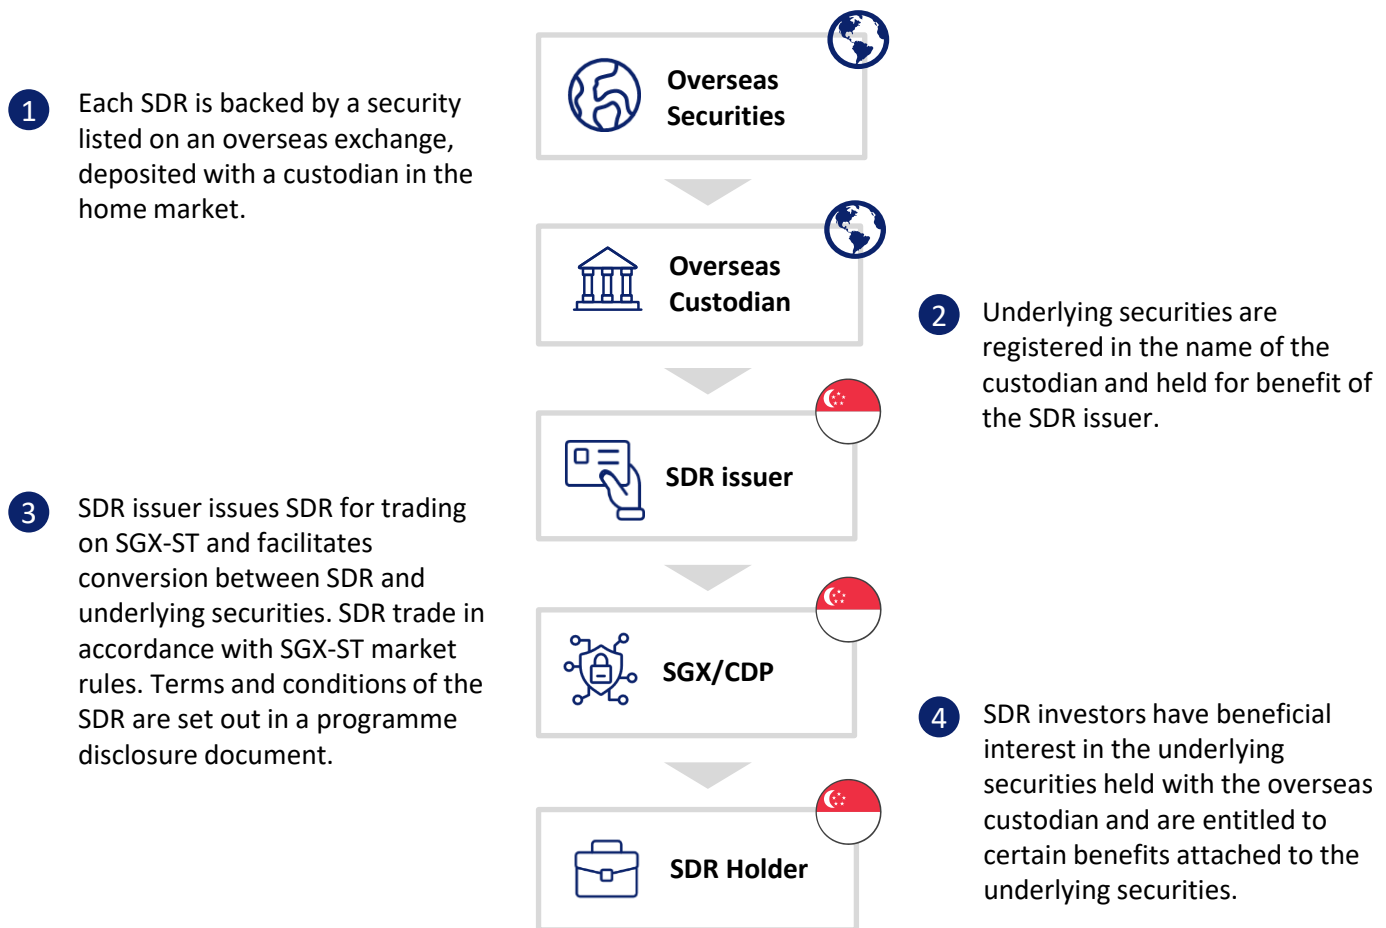 Overseas
Securities
1
Each SDR is backed by a security
listed on an overseas exchange,
deposited with a custodian in the
home market.
Overseas
Custodian
2
Underlying securities are
registered in the name of the
custodian and held for benefit of
the SDR issuer.
SDR issuer
3
SDR issuer issues SDR for trading
on SGX-ST and facilitates
conversion between SDR and
underlying securities. SDR trade in
accordance with SGX-ST market
rules. Terms and conditions of the
SDR are set out in a programme
disclosure document.
SGX/CDP
4
SDR investors have beneficial
interest in the underlying
securities held with the overseas
custodian and are entitled to
certain benefits attached to the
underlying securities.
SDR Holder